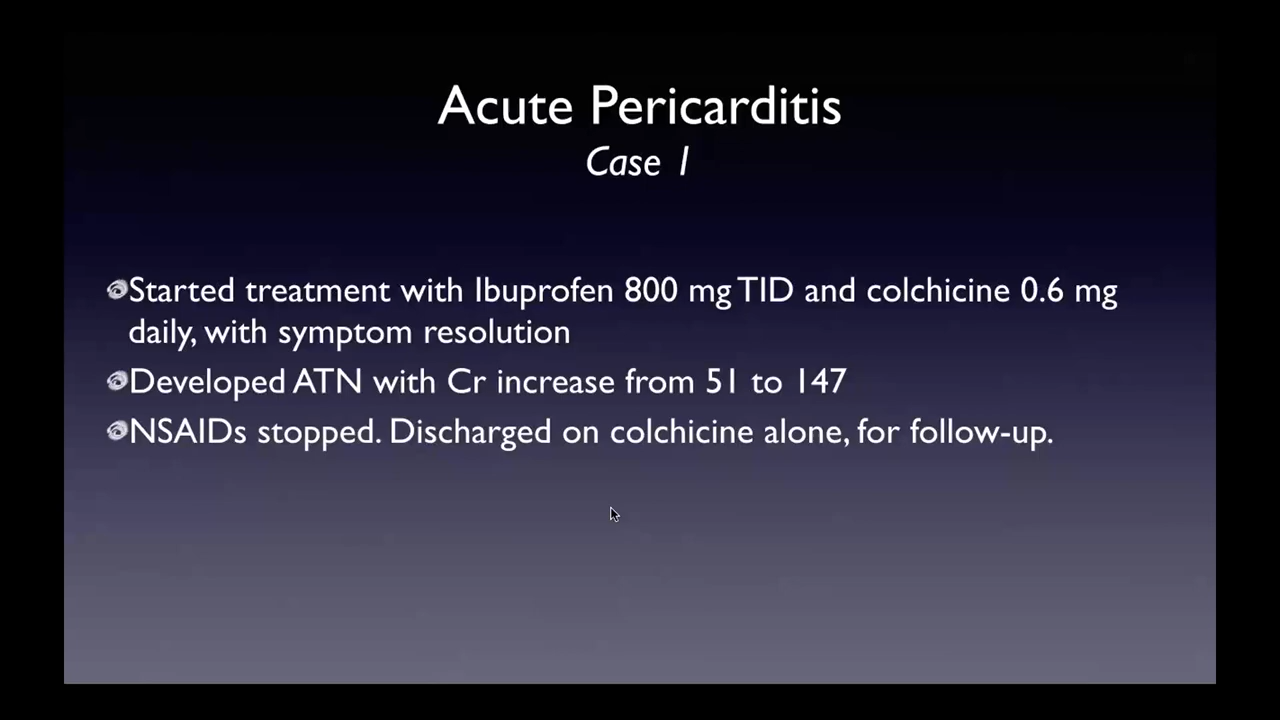 Acute Pericarditis
Case 1
Started treatment with Ibuprofen 800 mg TID and colchicine 0.6 mg
daily, with symptom resolution
Developed ATN with Cr increase from 51 to 147
NSAIDs stopped. Discharged on colchicine alone, for follow-up.